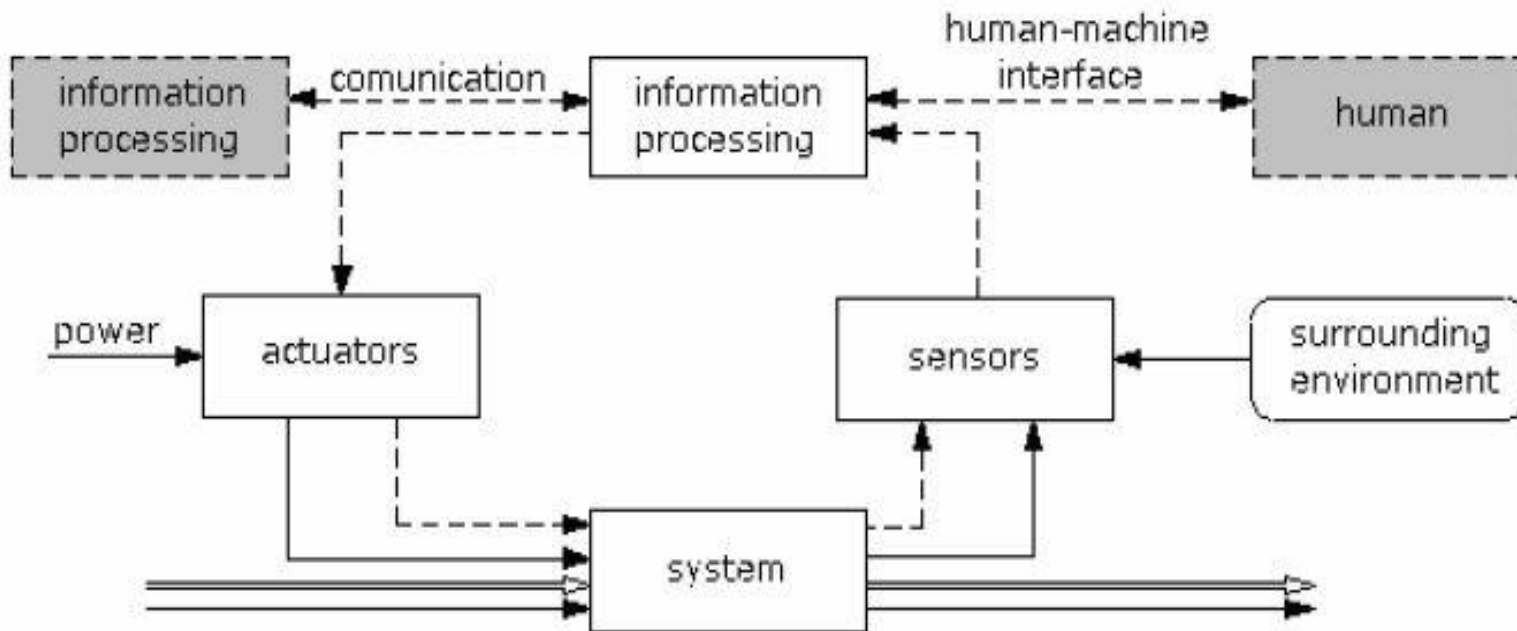 human-machine
interface
information
processing
comunication
information
processing
human
power
actuators
sensors
surrounding
environment
system